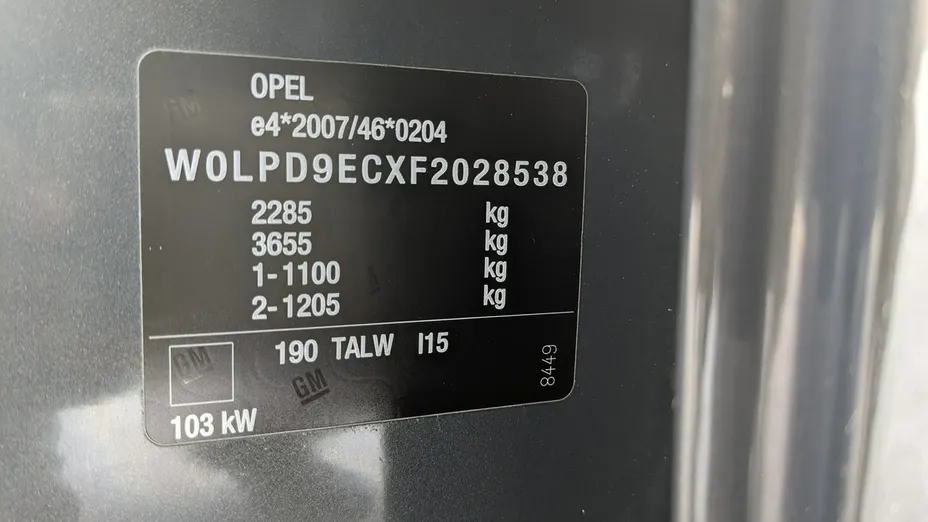 OPEL
e4*2007/46*0204
W0LPD9ECXF2028538
2285 kg
3655 kg
1-1100 kg
2-1205 kg
190 TALW I15
8449
GM
GM
103 kW